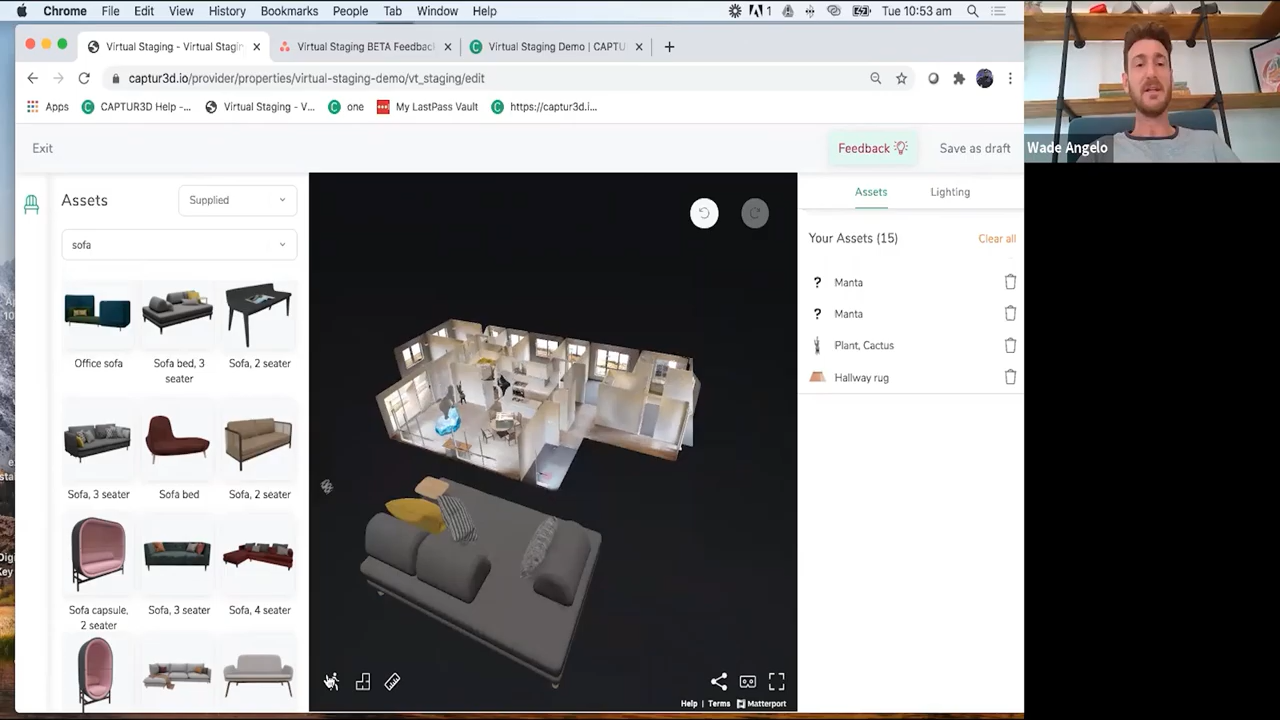 Chrome File Edit View History Bookmarks People Tab Window Help
1 Tue 10:53 am
Virtual Staging - Virtual Stagin
Virtual Staging BETA Feedback
Virtual Staging Demo | CAPTU
captur3d.io/provider/properties/virtual-staging-demo/vt_staging/edit
Apps CAPTUR3D Help -... Virtual Staging - V... one My LastPass Vault https://captur3d.i...
Exit
Feedback
Save as draft
Wade Angelo
Assets
Supplied
sofa
Office sofa
Sofa bed, 3 seater
Sofa, 2 seater
Sofa, 3 seater
Sofa bed
Sofa, 2 seater
Sofa capsule, 2 seater
Sofa, 3 seater
Sofa, 4 seater
Assets Lighting
Your Assets (15)
Clear all
? Manta
? Manta
Plant, Cactus
Hallway rug
Help | Terms Matterport